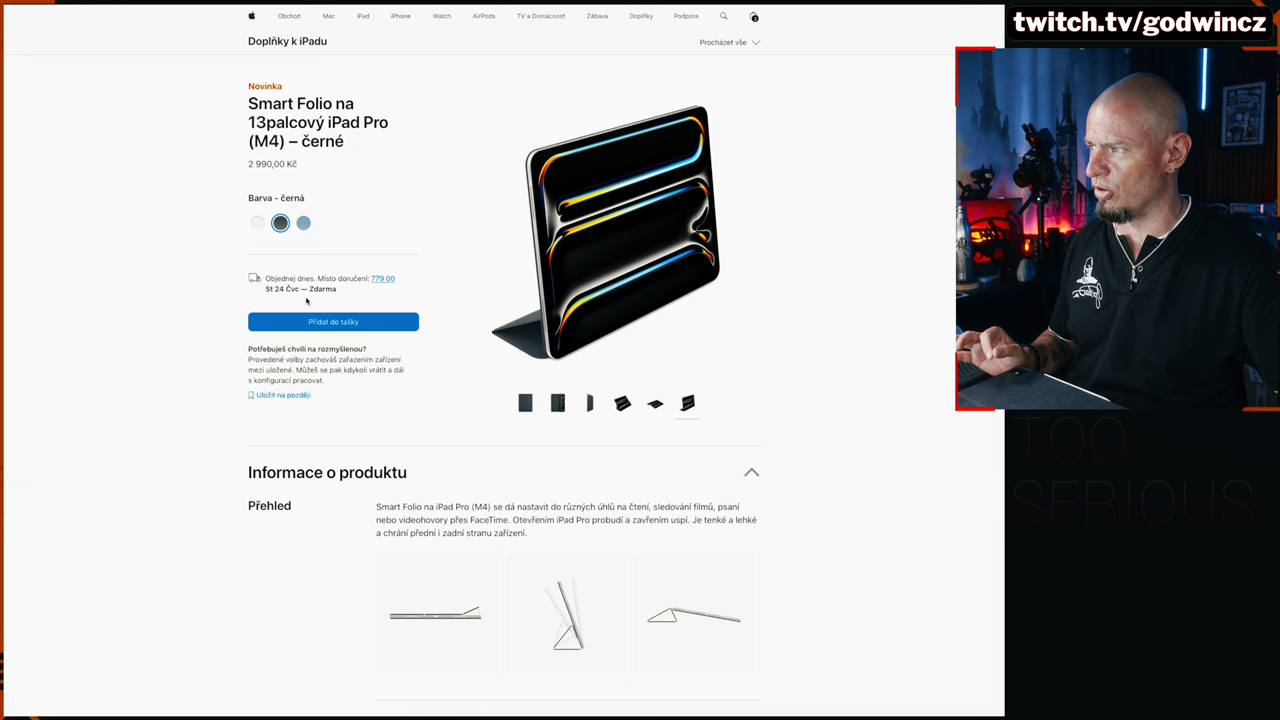 Obchod Mac iPad iPhone Watch AirPods TV a Domácnost Zábava Doplňky Podpora
twitch.tv/godwincz
Doplňky k iPadu
Procházet vše
Novinka
Smart Folio na
13palcový iPad Pro
(M4) – černé
2 990,00 Kč
Barva - černá
Objednej dnes. Místo doručení: 779 00
St 24 Čvc — Zdarma
Přidat do tašky
Potřebuješ chvíli na rozmyšlenou?
Provedené volby zachováš zařazením zařízení
mezi uložené. Můžeš se pak kdykoli vrátit a dál
s konfigurací pracovat.
Uložit na později
TOO
SERIOUS
Informace o produktu
Přehled
Smart Folio na iPad Pro (M4) se dá nastavit do různých úhlů na čtení, sledování filmů, psaní
nebo videohovory přes FaceTime. Otevřením iPad Pro probudí a zavřením uspí. Je tenké a lehké
a chrání přední i zadní stranu zařízení.